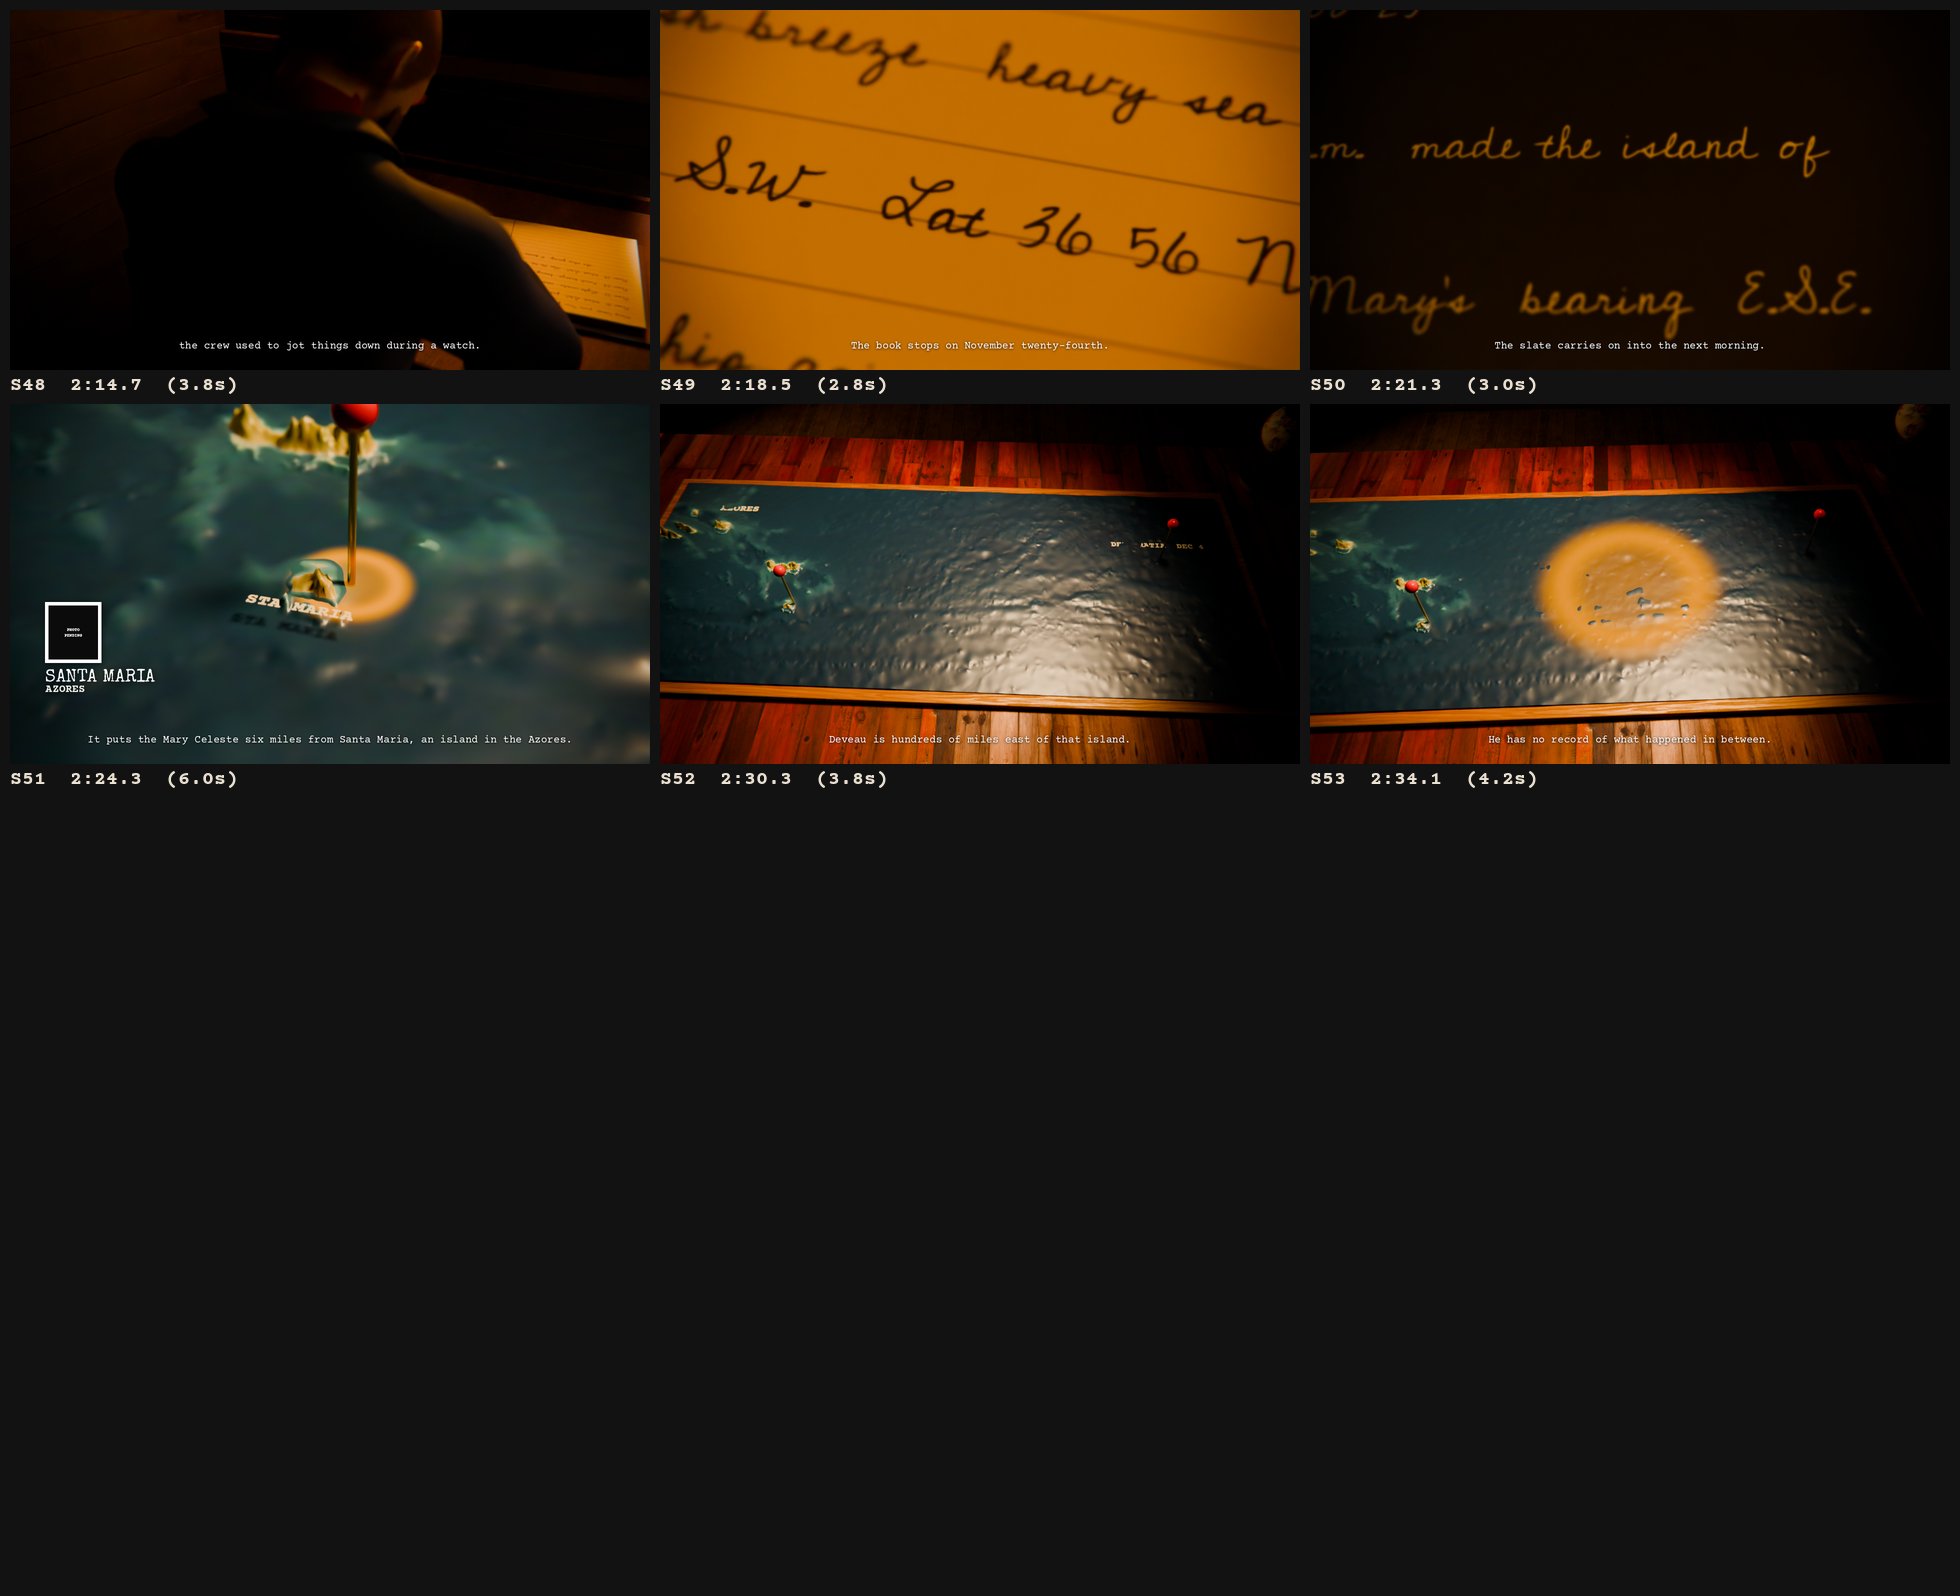 the crew used to jot things down during a watch.
S48 2:14.7 (3.8s)
breeze heavy sea
S.W. Lat 36 56 N
The book stops on November twenty-fourth.
S49 2:18.5 (2.8s)
.m. made the island of
Mary's bearing E.S.E.
The slate carries on into the next morning.
S50 2:21.3 (3.0s)
STA MARIA
STA MARIA
PHOTO
PENDING
SANTA MARIA
AZORES
It puts the Mary Celeste six miles from Santa Maria, an island in the Azores.
S51 2:24.3 (6.0s)
DEC
Deveau is hundreds of miles east of that island.
S52 2:30.3 (3.8s)
He has no record of what happened in between.
S53 2:34.1 (4.2s)